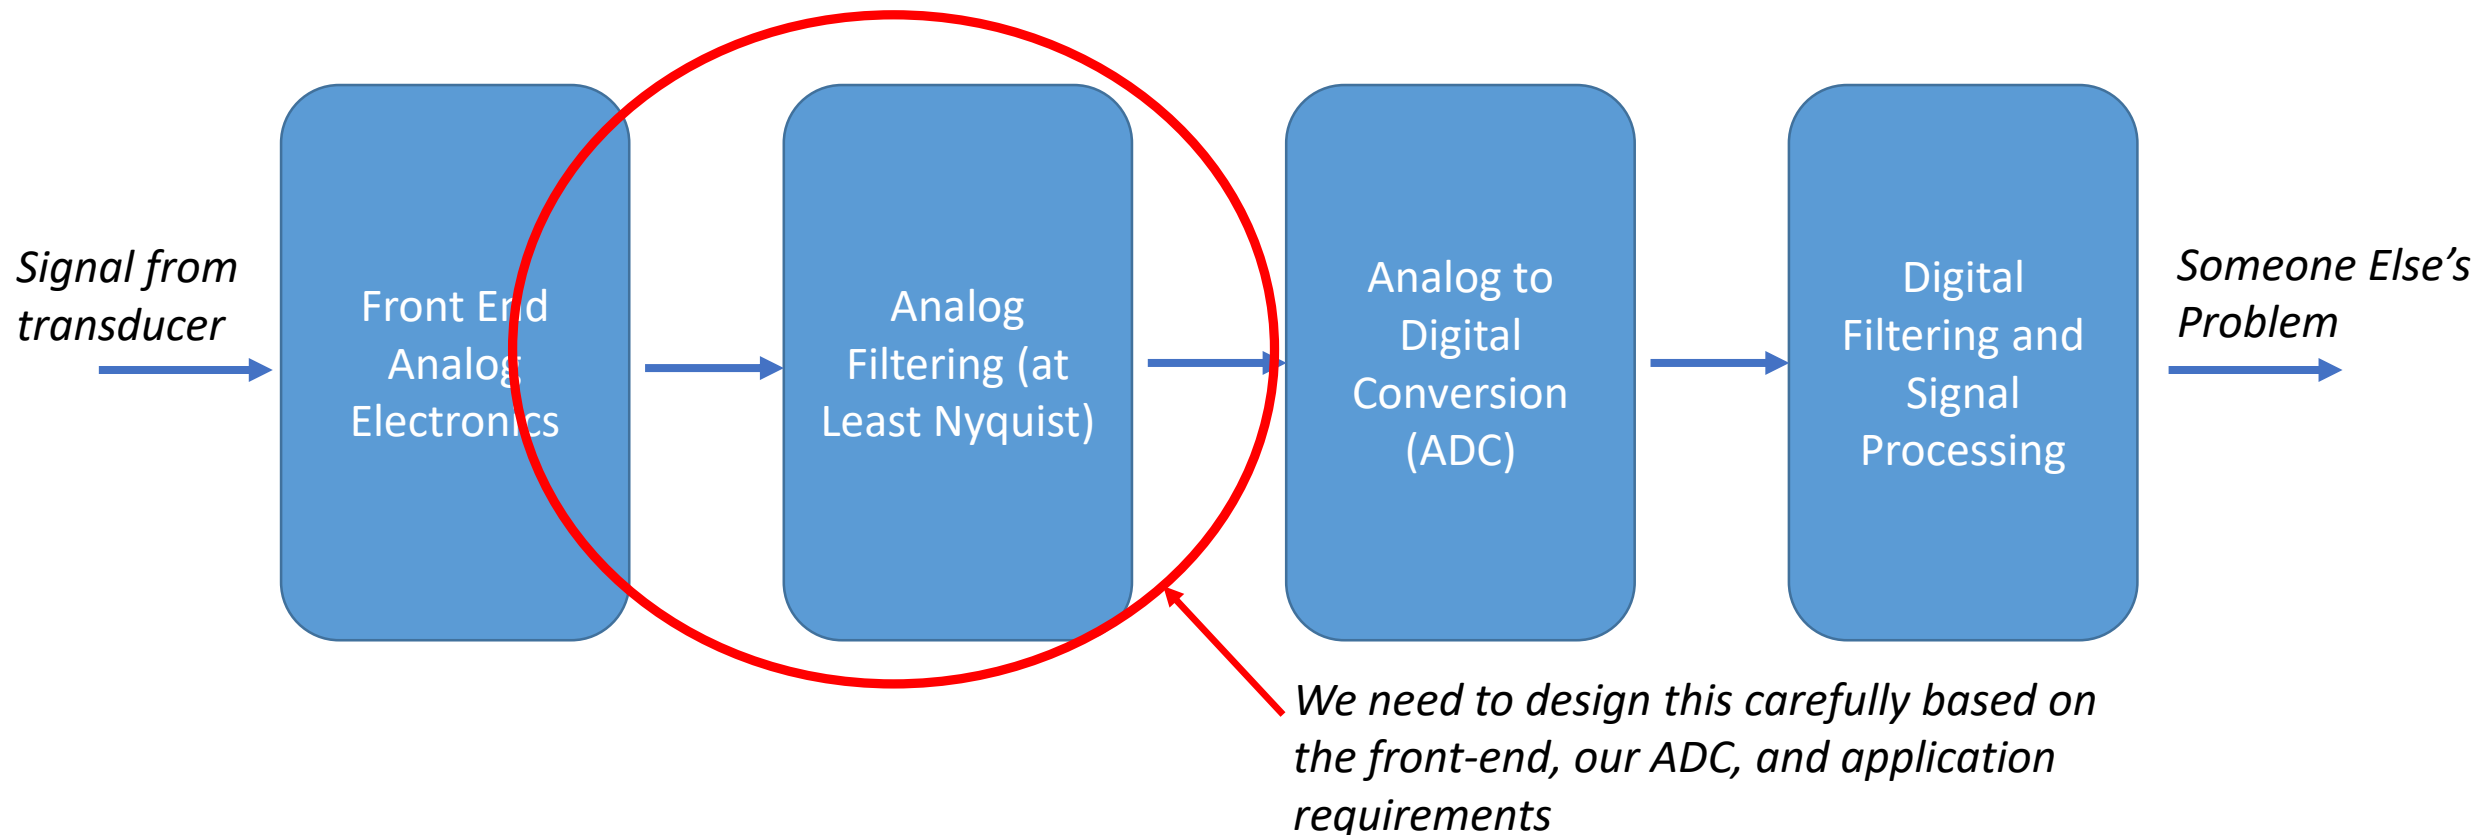 Signal from
transducer
Front End
Analog
Electronics
Analog
Filtering (at
Least Nyquist)
Analog to
Digital
Conversion
(ADC)
Digital
Filtering and
Signal
Processing
Someone Else’s
Problem
We need to design this carefully based on
the front-end, our ADC, and application
requirements